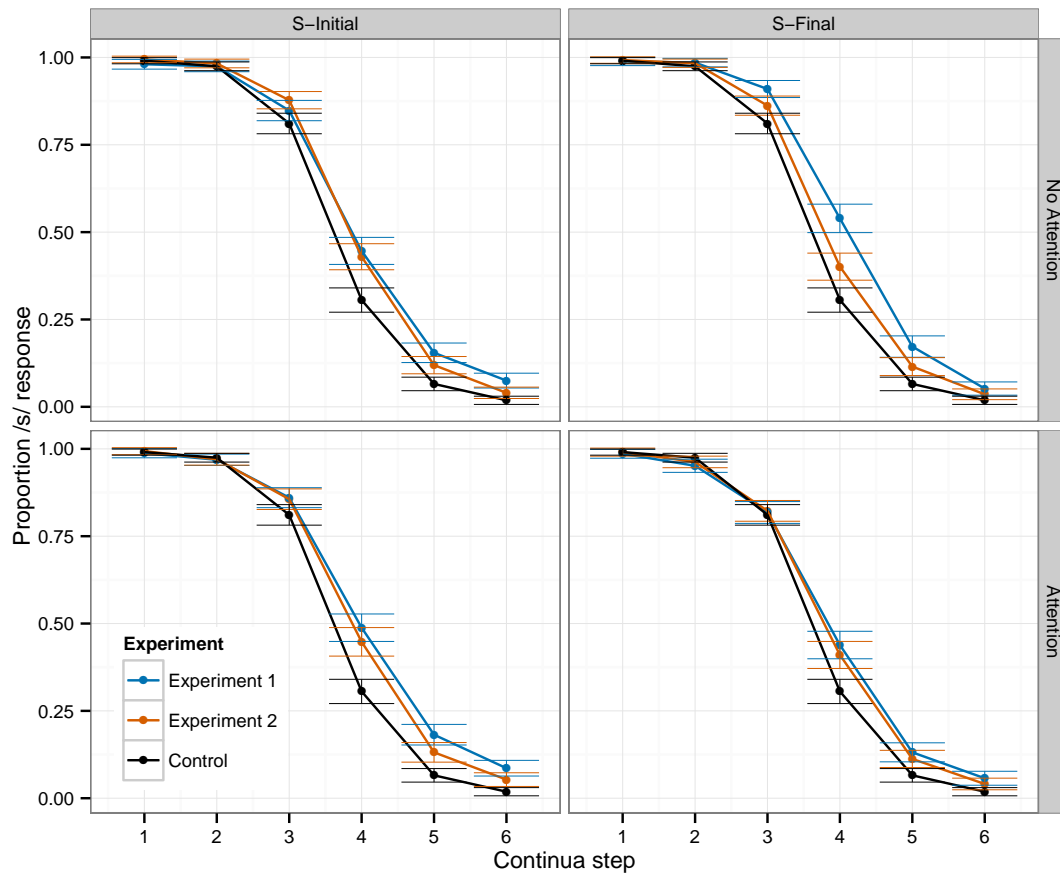 S−Initial
S−Final
1.00
0.75
0.50
0.25
0.00
No Attention
1.00
0.75
0.50
0.25
0.00
Attention
Proportion /s/ response
Experiment
Experiment 1
Experiment 2
Control
1 2 3 4 5 6
1 2 3 4 5 6
Continua step